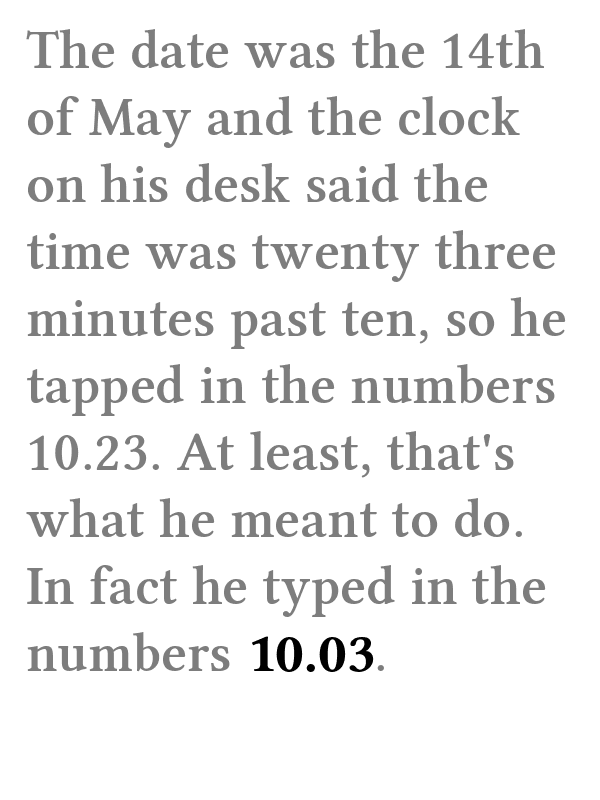 The date was the 14th
of May and the clock
on his desk said the
time was twenty three
minutes past ten, so he
tapped in the numbers
10.23. At least, that's
what he meant to do.
In fact he typed in the
numbers 10.03.